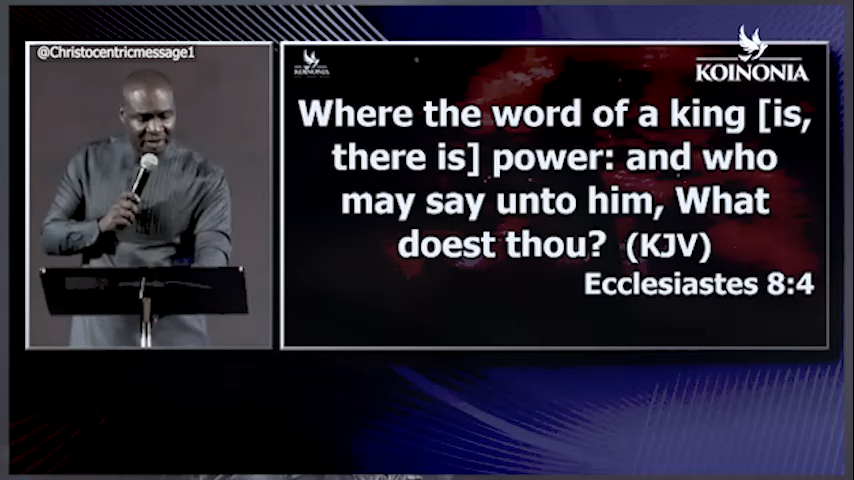 @Christocentricmessage1
KOINONIA
KOINONIA
Where the word of a king [is,
there is] power: and who
may say unto him, What
doest thou? (KJV)
Ecclesiastes 8:4